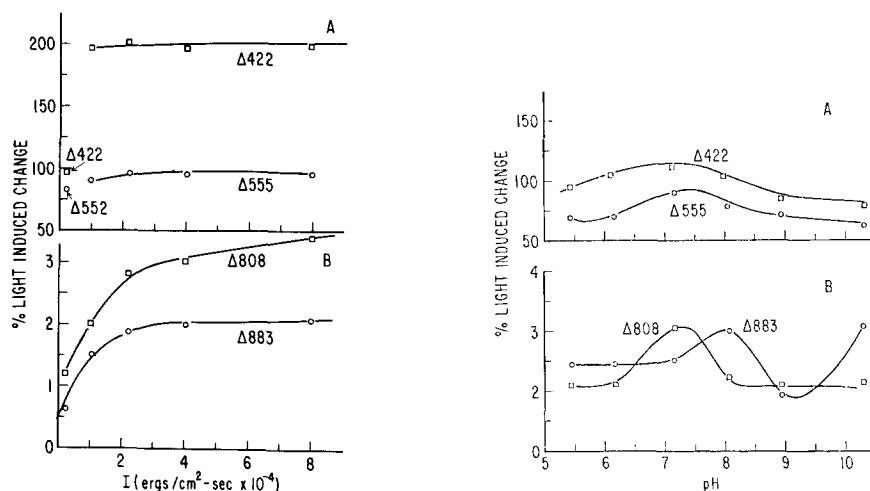 A
200
Δ422
150
% LIGHT INDUCED CHANGE
Δ422
100
Δ555
Δ552
50
B
3
Δ808
2
Δ883
1
0
2 4 6 8
I (ergs/cm²-sec x 10⁻⁴)
A
150
% LIGHT INDUCED CHANGE
Δ422
100
Δ555
50
B
4
Δ808
Δ883
3
2
1
5 6 7 8 9 10
pH